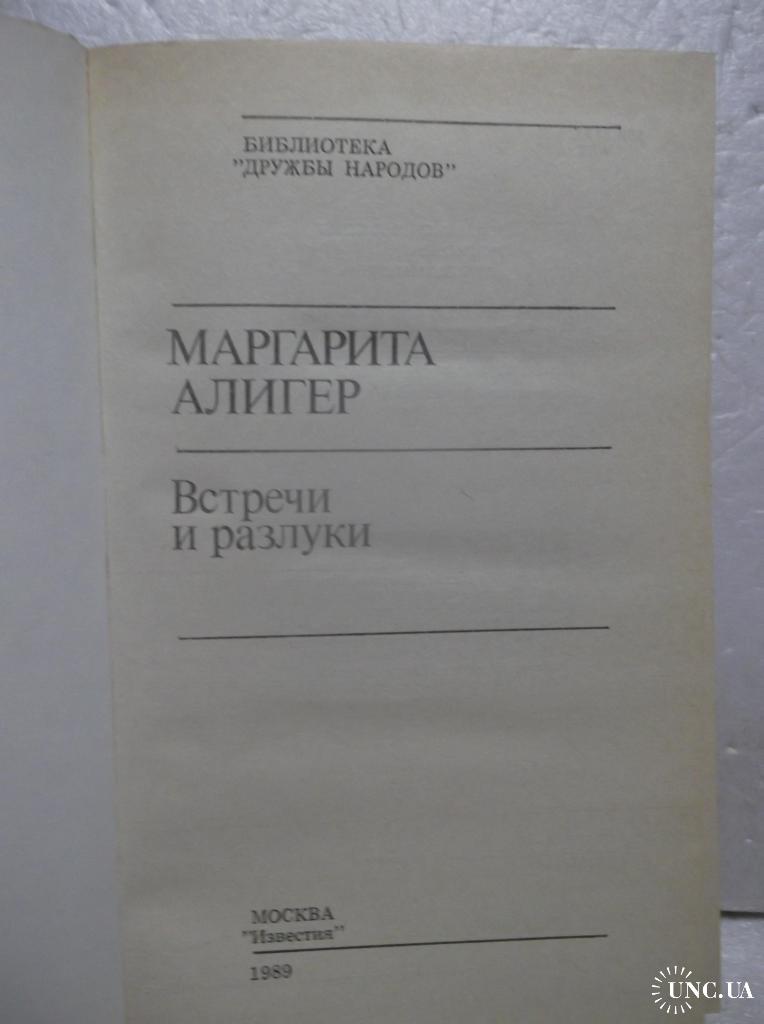 БИБЛИОТЕКА
"ДРУЖБЫ НАРОДОВ"
МАРГАРИТА
АЛИГЕР
Встречи
и разлуки
МОСКВА
"Известия"
1989
UNC.UA